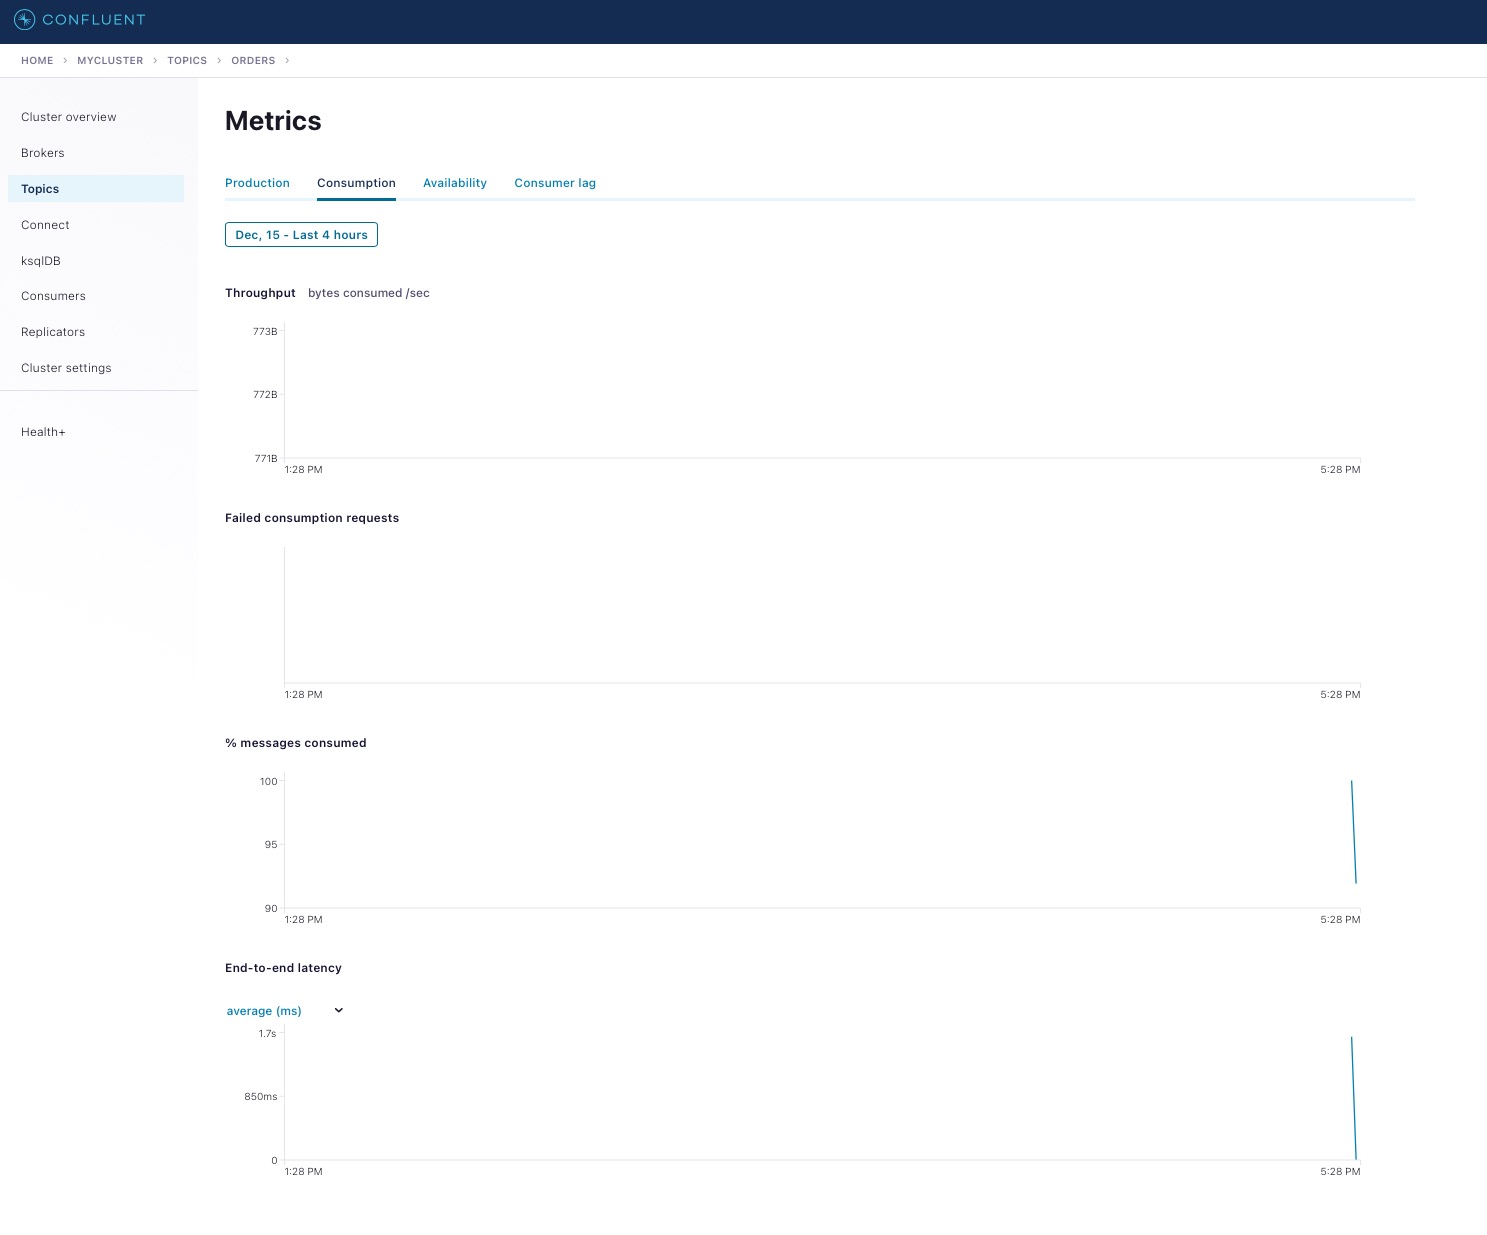 CONFLUENT
HOME > MYCLUSTER > TOPICS > ORDERS >
Cluster overview
Brokers
Topics
Connect
ksqlDB
Consumers
Replicators
Cluster settings
Health+
Metrics
Production Consumption Availability Consumer lag
Dec, 15 - Last 4 hours
Throughput bytes consumed /sec
773B
772B
771B
1:28 PM 5:28 PM
Failed consumption requests
1:28 PM 5:28 PM
% messages consumed
100
95
90
1:28 PM 5:28 PM
End-to-end latency
average (ms)
1.7s
850ms
0
1:28 PM 5:28 PM